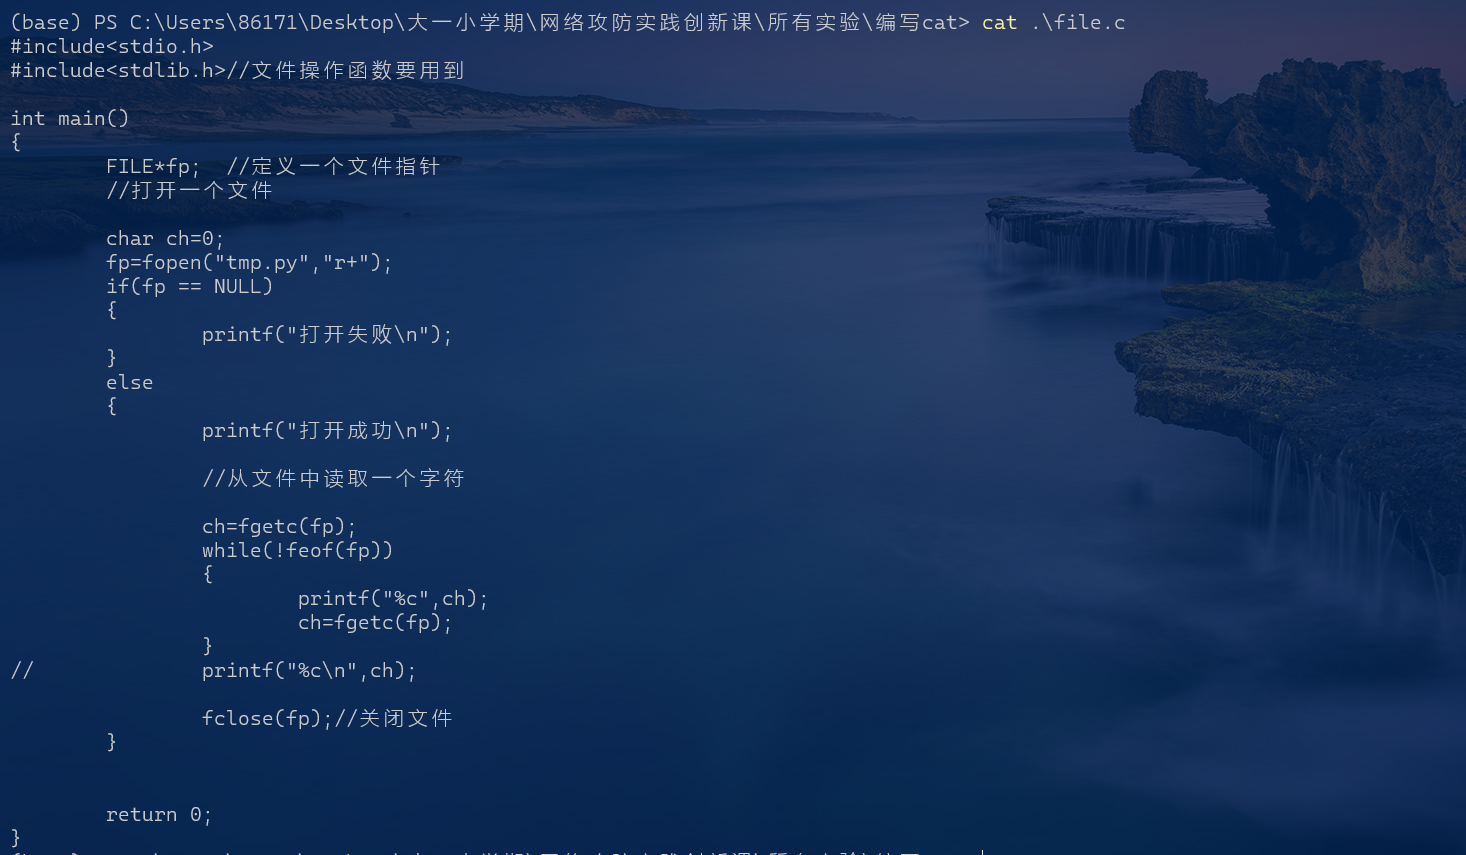 (base) PS C:\Users\86171\Desktop\大一小学期\网络攻防实践创新课\所有实验\编写cat> cat .\file.c
#include<stdio.h>
#include<stdlib.h>//文件操作函数要用到
int main()
{
FILE*fp;  //定义一个文件指针
//打开一个文件
char ch=0;
fp=fopen("tmp.py","r+");
if(fp == NULL)
{
printf("打开失败\n");
}
else
{
printf("打开成功\n");
//从文件中读取一个字符
ch=fgetc(fp);
while(!feof(fp))
{
printf("%c",ch);
ch=fgetc(fp);
}
//              printf("%c\n",ch);
fclose(fp);//关闭文件
}
return 0;
}